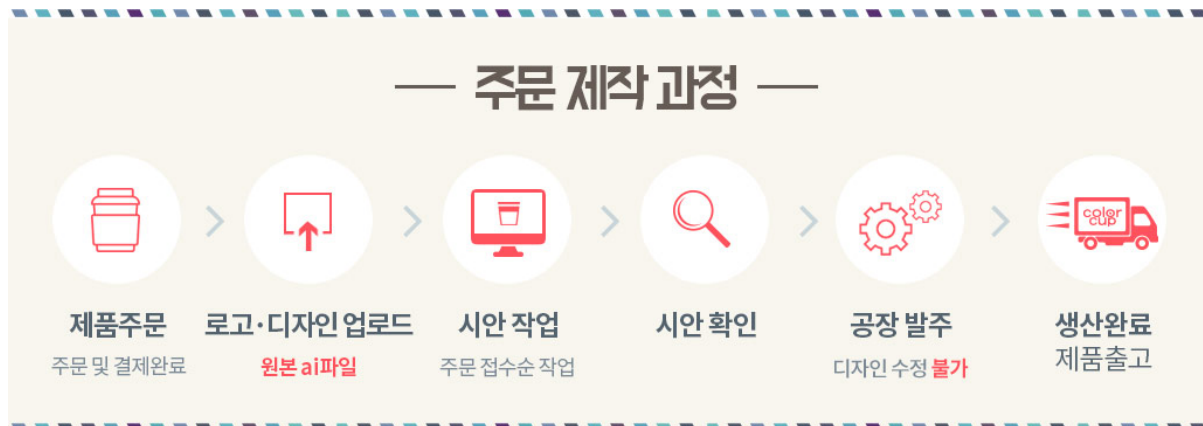 주문 제작 과정
color
cup
제품주문
주문 및 결제완료
로고·디자인 업로드
원본 ai파일
시안 작업
주문 접수순 작업
시안 확인
공장 발주
디자인 수정 불가
생산완료
제품출고